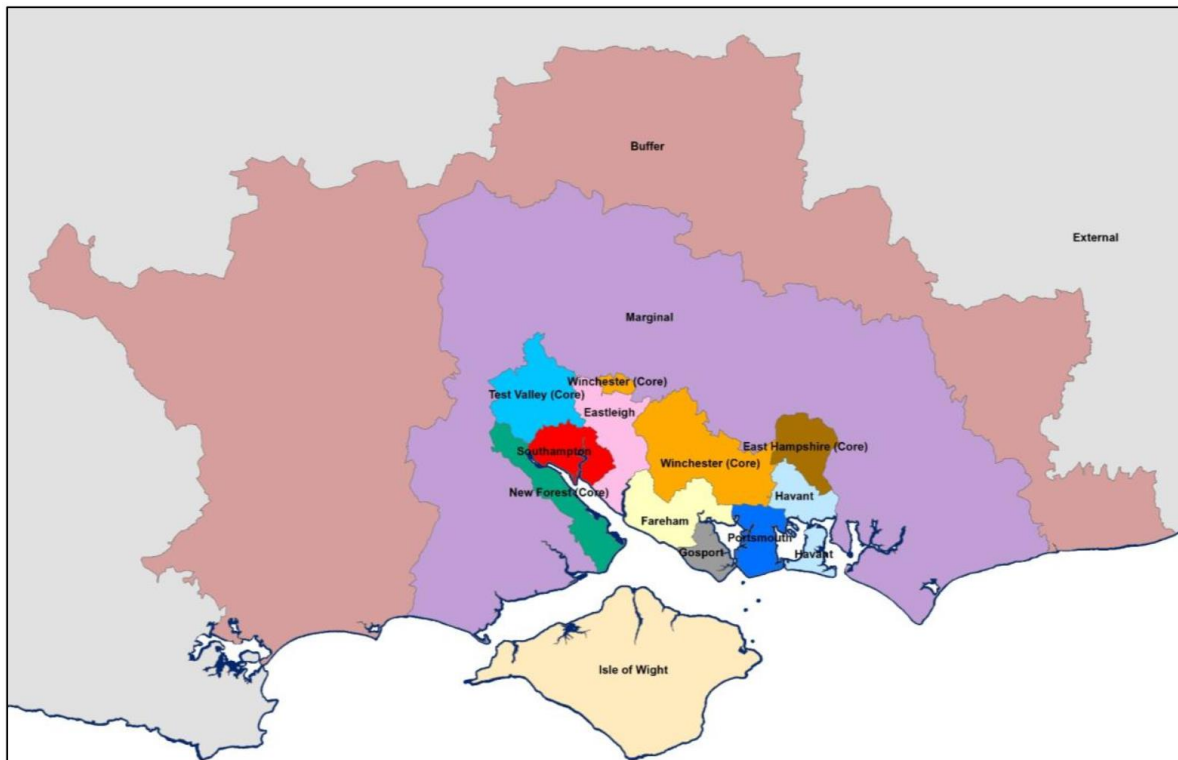 Buffer
External
Marginal
Winchester (Core)
Test Valley (Core)
Eastleigh
East Hampshire (Core)
Southampton
Winchester (Core)
New Forest (Core)
Havant
Fareham
Portsmouth
Gosport
Havant
Isle of Wight